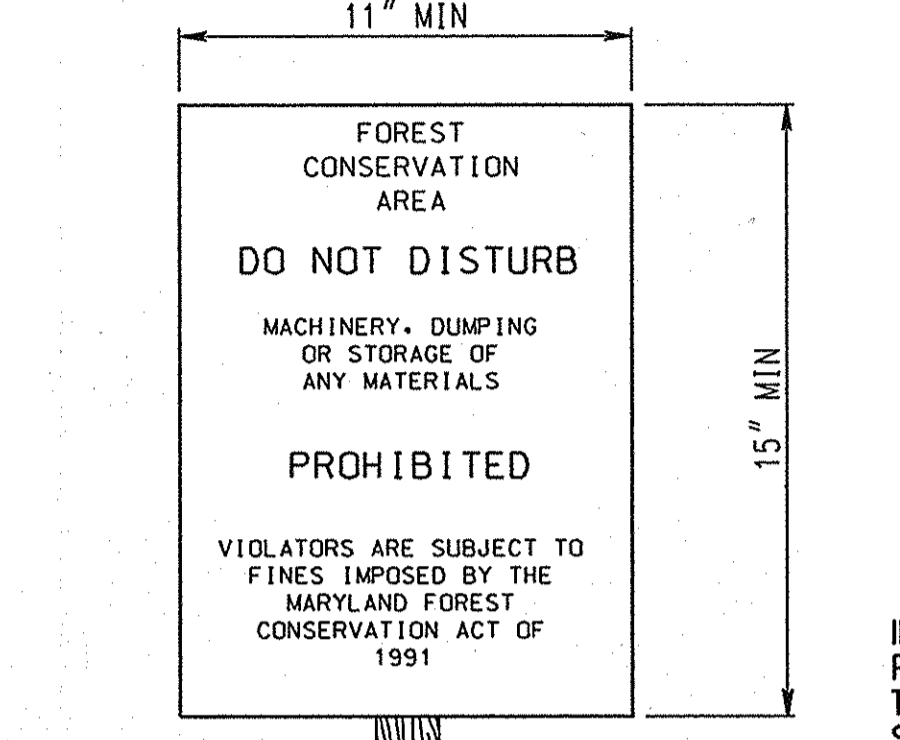 11" MIN
FOREST
CONSERVATION
AREA
DO NOT DISTURB
MACHINERY. DUMPING
OR STORAGE OF
ANY MATERIALS
15" MIN
PROHIBITED
VIOLATORS ARE SUBJECT TO
FINES IMPOSED BY THE
MARYLAND FOREST
CONSERVATION ACT OF
1991